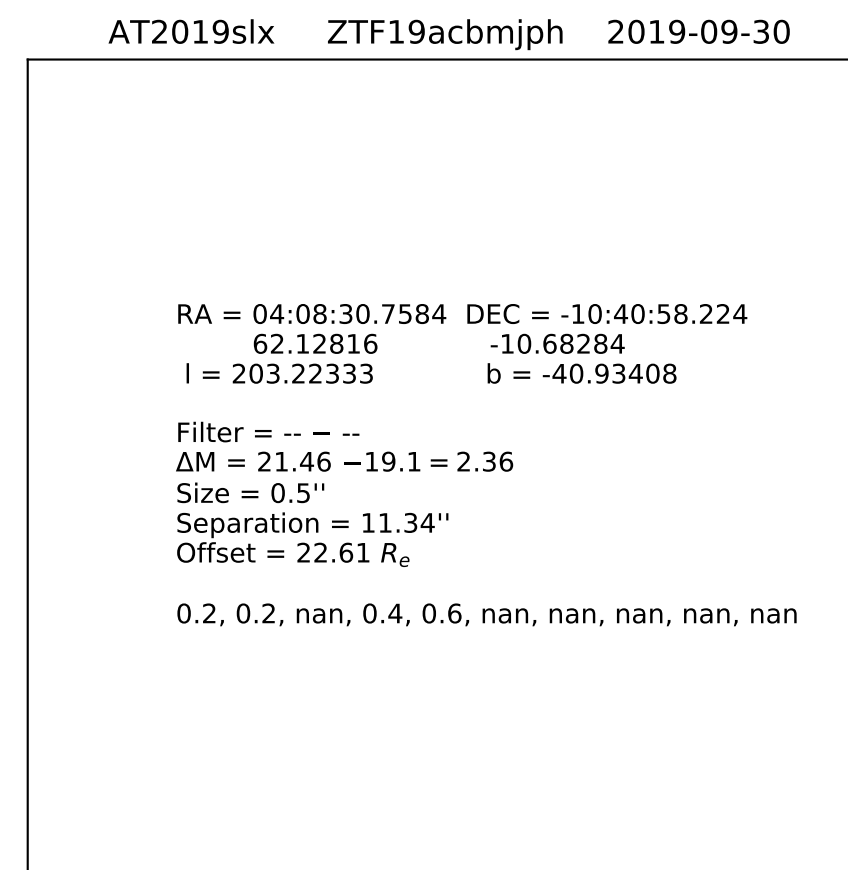 AT2019slx ZTF19acbmjph 2019-09-30
RA = 04:08:30.7584 DEC = -10:40:58.224
62.12816 -10.68284
l = 203.22333 b = -40.93408
Filter = -- − --
ΔM = 21.46 −19.1 = 2.36
Size = 0.5''
Separation = 11.34''
Offset = 22.61 Re
0.2, 0.2, nan, 0.4, 0.6, nan, nan, nan, nan, nan